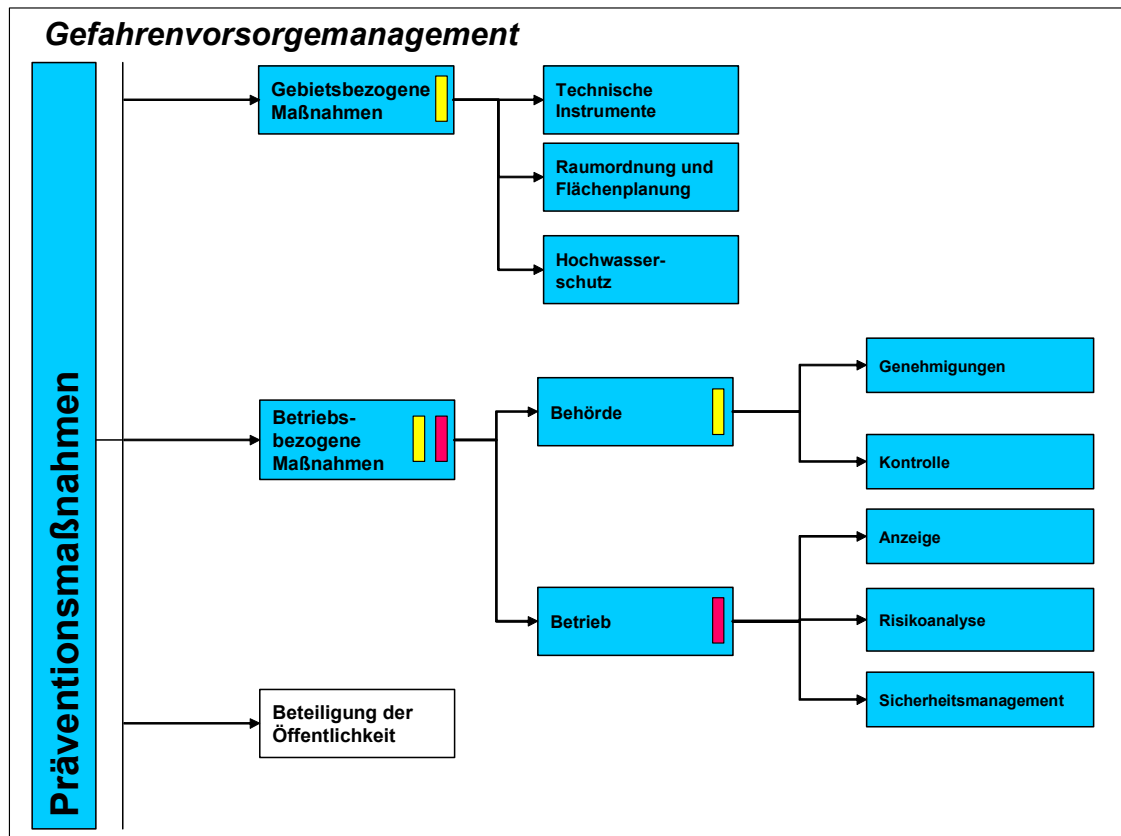 Gefahrenvorsorgemanagement
Präventionsmaßnahmen
Gebietsbezogene
Maßnahmen
Technische
Instrumente
Raumordnung und
Flächenplanung
Hochwasser-
schutz
Betriebs-
bezogene
Maßnahmen
Behörde
Genehmigungen
Kontrolle
Betrieb
Anzeige
Risikoanalyse
Sicherheitsmanagement
Beteiligung der
Öffentlichkeit